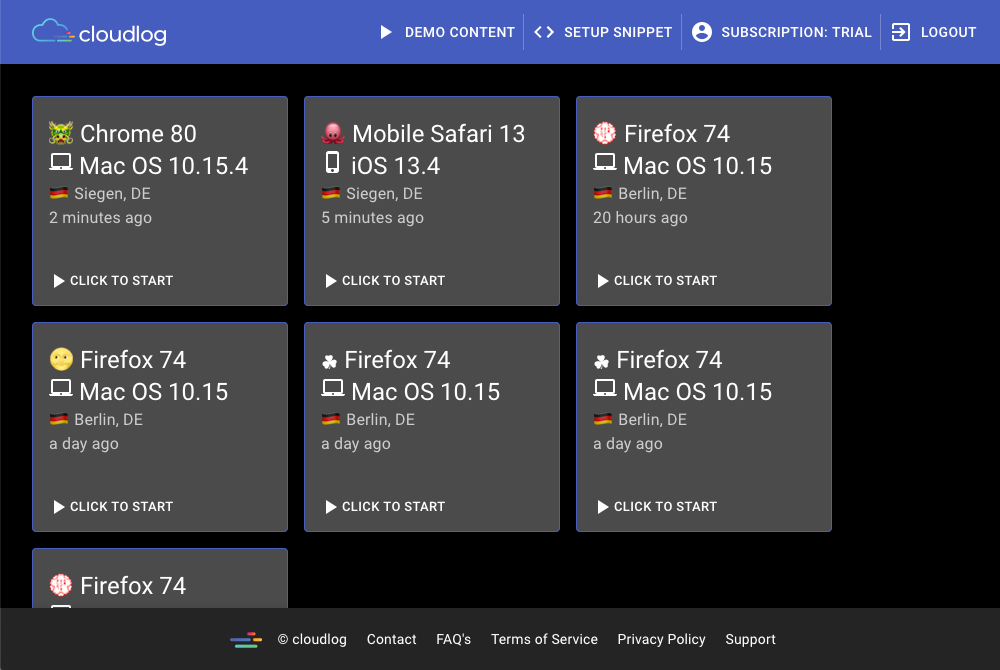 cloudlog
DEMO CONTENT
SETUP SNIPPET
SUBSCRIPTION: TRIAL
LOGOUT
Chrome 80
Mac OS 10.15.4
Siegen, DE
2 minutes ago
CLICK TO START
Mobile Safari 13
iOS 13.4
Siegen, DE
5 minutes ago
CLICK TO START
Firefox 74
Mac OS 10.15
Berlin, DE
20 hours ago
CLICK TO START
Firefox 74
Mac OS 10.15
Berlin, DE
a day ago
CLICK TO START
Firefox 74
Mac OS 10.15
Berlin, DE
a day ago
CLICK TO START
Firefox 74
Mac OS 10.15
Berlin, DE
a day ago
CLICK TO START
Firefox 74
© cloudlog
Contact
FAQ's
Terms of Service
Privacy Policy
Support